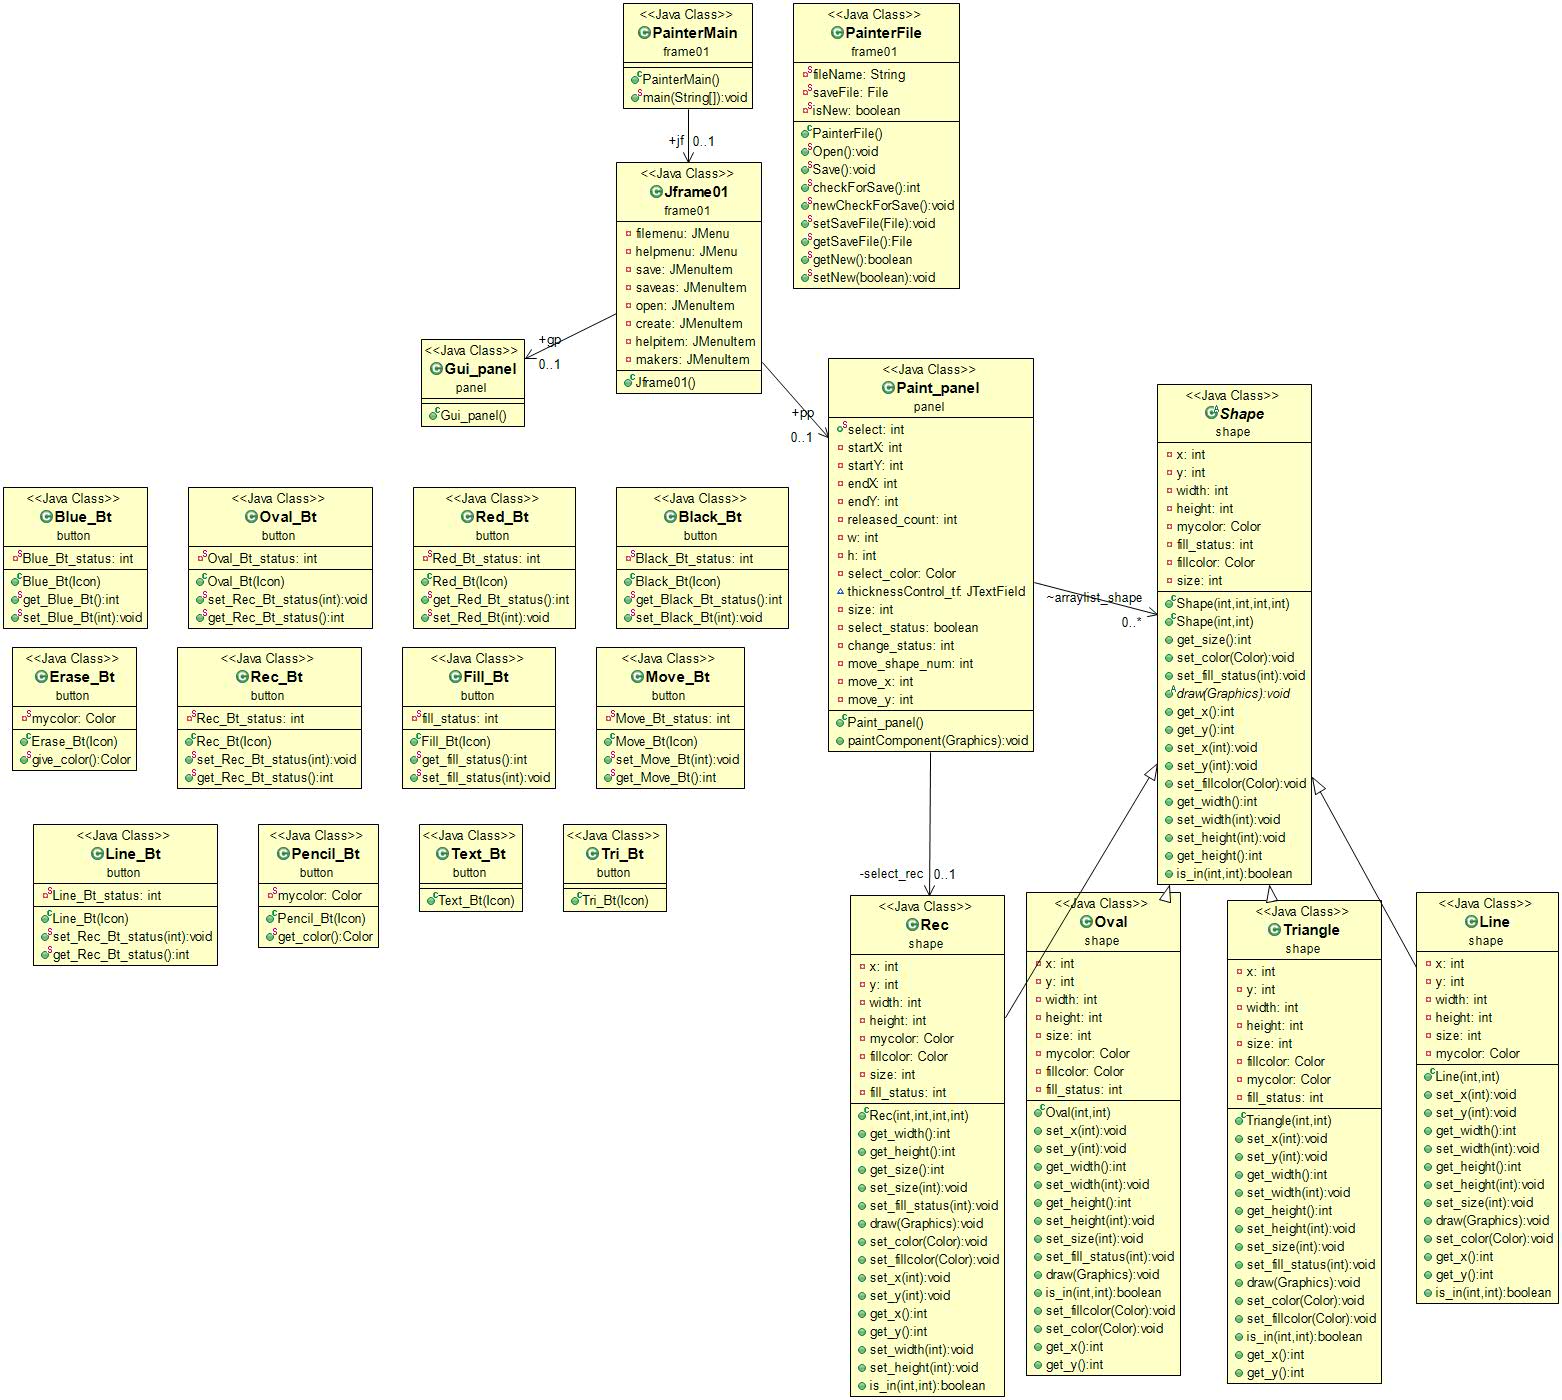 <<Java Class>>
PainterMain
frame01
PainterMain()
main(String[]):void
<<Java Class>>
PainterFile
frame01
fileName: String
saveFile: File
isNew: boolean
PainterFile()
Open():void
Save():void
checkForSave():int
newCheckForSave():void
setSaveFile(File):void
getSaveFile():File
getNew():boolean
setNew(boolean):void
+jf
0..1
<<Java Class>>
Jframe01
frame01
filemenu: JMenu
helpmenu: JMenu
save: JMenuItem
saveas: JMenuItem
open: JMenuItem
create: JMenuItem
helpitem: JMenuItem
makers: JMenuItem
Jframe01()
+gp
0..1
<<Java Class>>
Gui_panel
panel
Gui_panel()
+pp
0..1
<<Java Class>>
Paint_panel
panel
select: int
startX: int
startY: int
endX: int
endY: int
released_count: int
w: int
h: int
select_color: Color
thicknessControl_tf: JTextField
size: int
select_status: boolean
change_status: int
move_shape_num: int
move_x: int
move_y: int
Paint_panel()
paintComponent(Graphics):void
~arraylist_shape
0..*
<<Java Class>>
Shape
shape
x: int
y: int
width: int
height: int
mycolor: Color
fill_status: int
fillcolor: Color
size: int
Shape(int,int,int,int)
Shape(int,int)
get_size():int
set_color(Color):void
set_fill_status(int):void
draw(Graphics):void
get_x():int
get_y():int
set_x(int):void
set_y(int):void
set_fillcolor(Color):void
get_width():int
set_width(int):void
set_height(int):void
get_height():int
is_in(int,int):boolean
<<Java Class>>
Blue_Bt
button
Blue_Bt_status: int
Blue_Bt(Icon)
get_Blue_Bt():int
set_Blue_Bt(int):void
<<Java Class>>
Oval_Bt
button
Oval_Bt_status: int
Oval_Bt(Icon)
set_Rec_Bt_status(int):void
get_Rec_Bt_status():int
<<Java Class>>
Red_Bt
button
Red_Bt_status: int
Red_Bt(Icon)
get_Red_Bt_status():int
set_Red_Bt(int):void
<<Java Class>>
Black_Bt
button
Black_Bt_status: int
Black_Bt(Icon)
get_Black_Bt_status():int
set_Black_Bt(int):void
<<Java Class>>
Erase_Bt
button
mycolor: Color
Erase_Bt(Icon)
give_color():Color
<<Java Class>>
Rec_Bt
button
Rec_Bt_status: int
Rec_Bt(Icon)
set_Rec_Bt_status(int):void
get_Rec_Bt_status():int
<<Java Class>>
Fill_Bt
button
fill_status: int
Fill_Bt(Icon)
get_fill_status():int
set_fill_status(int):void
<<Java Class>>
Move_Bt
button
Move_Bt_status: int
Move_Bt(Icon)
set_Move_Bt(int):void
get_Move_Bt():int
<<Java Class>>
Line_Bt
button
Line_Bt_status: int
Line_Bt(Icon)
set_Rec_Bt_status(int):void
get_Rec_Bt_status():int
<<Java Class>>
Pencil_Bt
button
mycolor: Color
Pencil_Bt(Icon)
get_color():Color
<<Java Class>>
Text_Bt
button
Text_Bt(Icon)
<<Java Class>>
Tri_Bt
button
Tri_Bt(Icon)
-select_rec
0..1
<<Java Class>>
Rec
shape
x: int
y: int
width: int
height: int
mycolor: Color
fillcolor: Color
size: int
fill_status: int
Rec(int,int,int,int)
get_width():int
get_height():int
get_size():int
set_size(int):void
set_fill_status(int):void
draw(Graphics):void
set_color(Color):void
set_fillcolor(Color):void
set_x(int):void
set_y(int):void
get_x():int
get_y():int
set_width(int):void
set_height(int):void
is_in(int,int):boolean
<<Java Class>>
Oval
shape
x: int
y: int
width: int
height: int
size: int
mycolor: Color
fillcolor: Color
fill_status: int
Oval(int,int)
set_x(int):void
set_y(int):void
get_width():int
set_width(int):void
get_height():int
set_height(int):void
set_size(int):void
set_fill_status(int):void
draw(Graphics):void
is_in(int,int):boolean
set_fillcolor(Color):void
set_color(Color):void
get_x():int
get_y():int
<<Java Class>>
Triangle
shape
x: int
y: int
width: int
height: int
size: int
fillcolor: Color
mycolor: Color
fill_status: int
Triangle(int,int)
set_x(int):void
set_y(int):void
get_width():int
set_width(int):void
get_height():int
set_height(int):void
set_size(int):void
set_fill_status(int):void
draw(Graphics):void
set_color(Color):void
set_fillcolor(Color):void
is_in(int,int):boolean
get_x():int
get_y():int
<<Java Class>>
Line
shape
x: int
y: int
width: int
height: int
size: int
mycolor: Color
Line(int,int)
set_x(int):void
set_y(int):void
get_width():int
set_width(int):void
get_height():int
set_height(int):void
set_size(int):void
draw(Graphics):void
set_color(Color):void
get_x():int
get_y():int
is_in(int,int):boolean